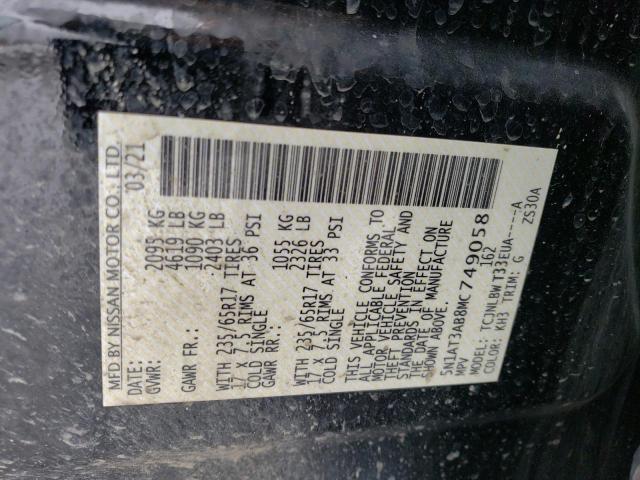 MFD BY NISSAN MOTOR CO., LTD.
DATE: 03/21
GVWR: 2095 KG
4619 LB
GAWR FR: 1090 KG
2403 LB
WITH 235/65R17 TIRES
17 X 7.5 RIMS AT 36 PSI
COLD SINGLE
GAWR RR: 1055 KG
2326 LB
WITH 235/65R17 TIRES
17 X 7.5 RIMS AT 33 PSI
COLD SINGLE
THIS VEHICLE CONFORMS TO
ALL APPLICABLE FEDERAL
MOTOR VEHICLE SAFETY AND
THEFT PREVENTION
STANDARDS IN EFFECT ON
THE DATE OF MANUFACTURE
SHOWN ABOVE.
5N1AT3AB8MC749058
MPV 162
MODEL: TCJNLBWT33EUA-----A
COLOR: KH3 TRIM: G ZS30A